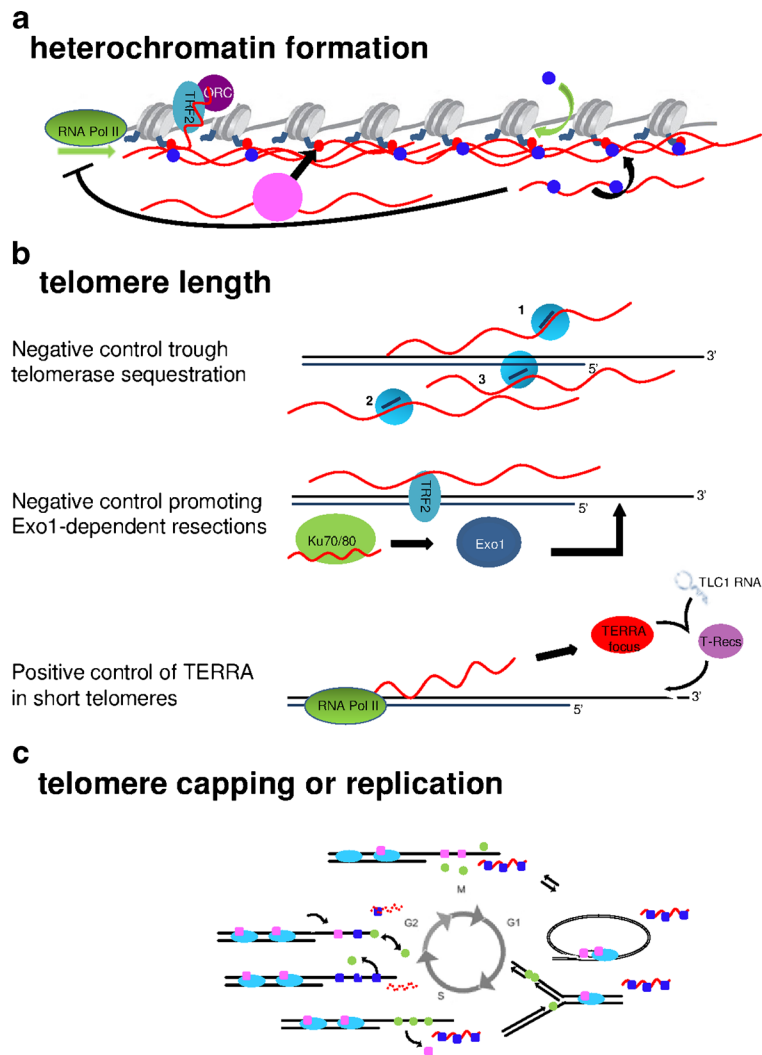 a
heterochromatin formation
ORC
TRF2
RNA Pol II
b
telomere length
1
Negative control trough
telomerase sequestration
3'
5'
3
2
Negative control promoting
Exo1-dependent resections
TRF2
3'
5'
Ku70/80
Exo1
TLC1 RNA
TERRA
focus
T-Recs
Positive control of TERRA
in short telomeres
RNA Pol II
3'
5'
c
telomere capping or replication
M
G2
G1
S